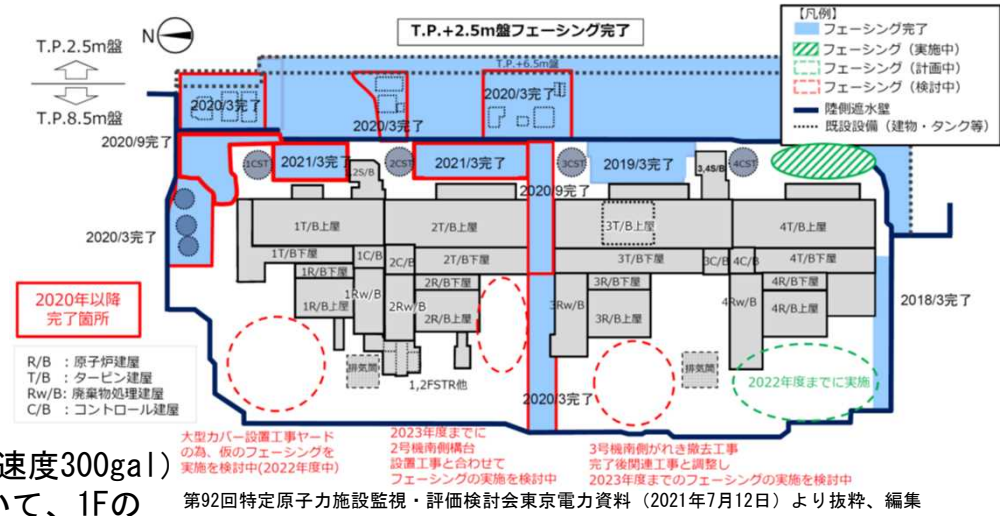 T.P.+2.5m盤フェーシング完了
【凡例】
フェーシング完了
フェーシング（実施中）
フェーシング（計画中）
フェーシング（検討中）
陸側遮水壁
既設設備（建物・タンク等）
T.P.2.5m盤
N
T.P.8.5m盤
T.P.+6.5m盤
2020/3完了
2020/3完了
2020/3完了
2020/9完了
1CST
2021/3完了
2CST
2021/3完了
3CST
2019/3完了
4CST
,2S/B
3,4S/B
2020/9完了
2020/3完了
1T/B上屋
2T/B上屋
3T/B上屋
4T/B上屋
1T/B下屋
1C/B
2C/B
2T/B下屋
3T/B下屋
3C/B
4C/B
4T/B下屋
1R/B下屋
1Rw/B
2Rw/B
2R/B下屋
3Rw/B
3R/B下屋
4Rw/B
4R/B下屋
1R/B上屋
2R/B上屋
3R/B上屋
4R/B上屋
2018/3完了
2020年以降
完了箇所
R/B ：原子炉建屋
T/B ：タービン建屋
Rw/B: 廃棄物処理建屋
C/B ：コントロール建屋
排気筒
1,2FSTR他
2020/3完了
排気筒
2022年度までに実施
大型カバー設置工事ヤード
の為、仮のフェーシングを
実施を検討中(2022年度中)
2023年度までに
2号機南側構台
設置工事と合わせて
フェーシングの実施を検討中
3号機南側がれき撤去工事
完了後関連工事と調整し
2023年度までのフェーシングの実施を検討中
速度300gal）
いて、1Fの
第92回特定原子力施設監視・評価検討会東京電力資料（2021年7月12日）より抜粋、編集